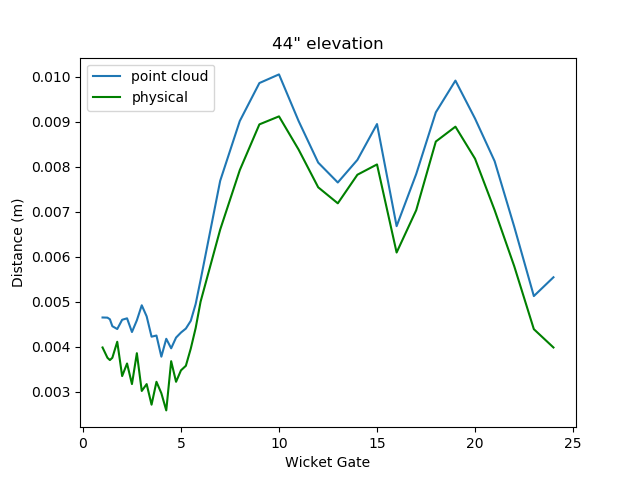 44" elevation
point cloud
physical
0.010
0.009
0.008
0.007
0.006
0.005
0.004
0.003
Distance (m)
0 5 10 15 20 25
Wicket Gate